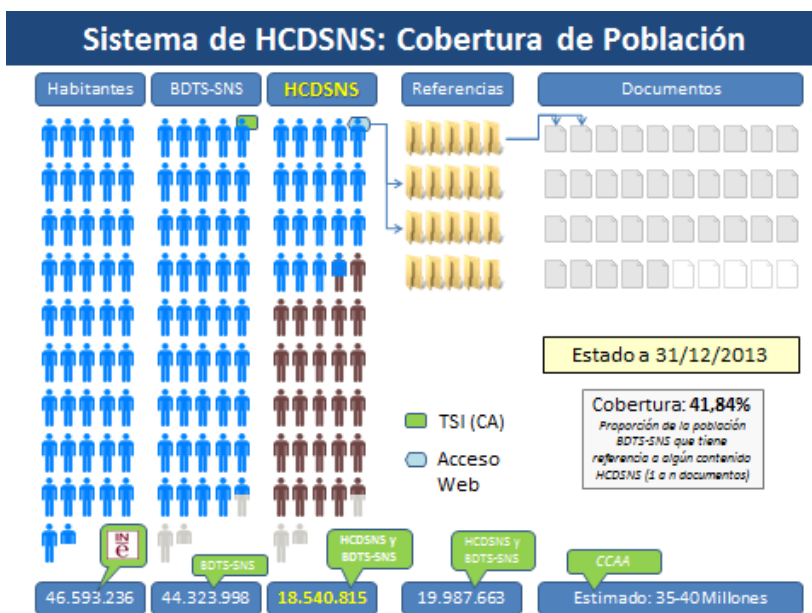 Sistema de HCDSNS: Cobertura de Población
Habitantes
BDTS-SNS
HCDSNS
Referencias
Documentos
Estado a 31/12/2013
Cobertura: 41,84%
Proporción de la población
BDTS-SNS que tiene
referencia a algún contenido
HCDSNS (1 a n documentos)
TSI (CA)
Acceso
Web
IN
e
BDTS-SNS
HCDSNS y
BDTS-SNS
HCDSNS y
BDTS-SNS
CCAA
46.593.236
44.323.998
18.540.815
19.987.663
Estimado: 35-40 Millones